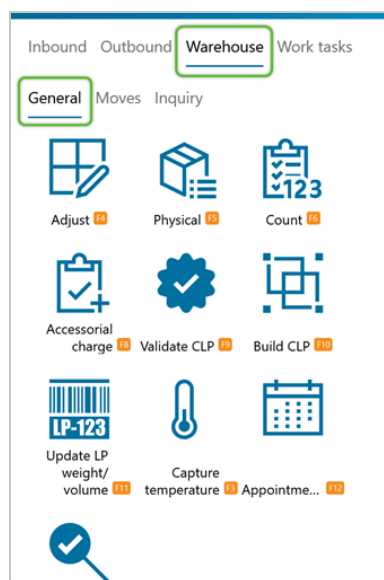 Inbound Outbound Warehouse Work tasks
General Moves Inquiry
123
Adjust F4 Physical F5 Count F6
Accessorial
charge F8 Validate CLP F9 Build CLP F10
LP-123
Update LP
weight/
volume F11
Capture
temperature F3 Appointme... F12